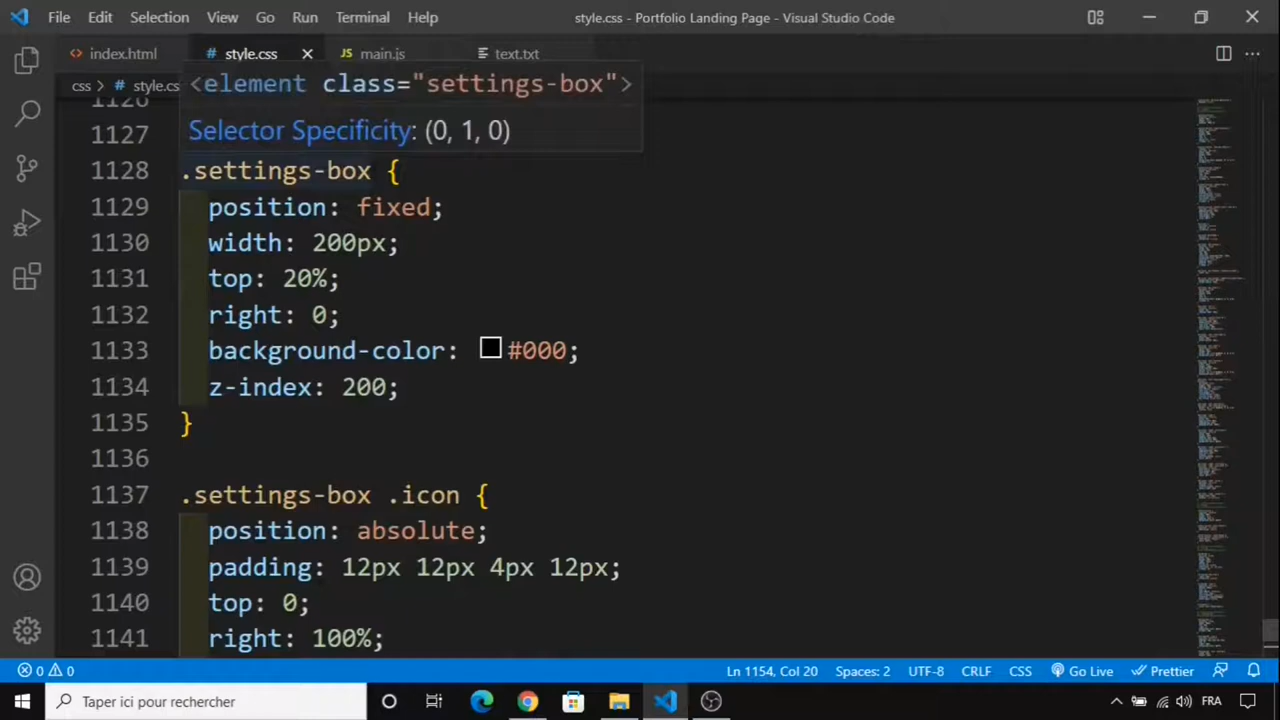 File Edit Selection View Go Run Terminal Help style.css - Portfolio Landing Page - Visual Studio Code
<> index.html # style.css JS main.js text.txt
css > # style.cs
<element class="settings-box">
1126
1127 Selector Specificity: (0, 1, 0)
1128 .settings-box {
1129 position: fixed;
1130 width: 200px;
1131 top: 20%;
1132 right: 0;
1133 background-color: #000;
1134 z-index: 200;
1135 }
1136
1137 .settings-box .icon {
1138 position: absolute;
1139 padding: 12px 12px 4px 12px;
1140 top: 0;
1141 right: 100%;
0 0 Ln 1154, Col 20 Spaces: 2 UTF-8 CRLF CSS Go Live Prettier
Taper ici pour rechercher FRA